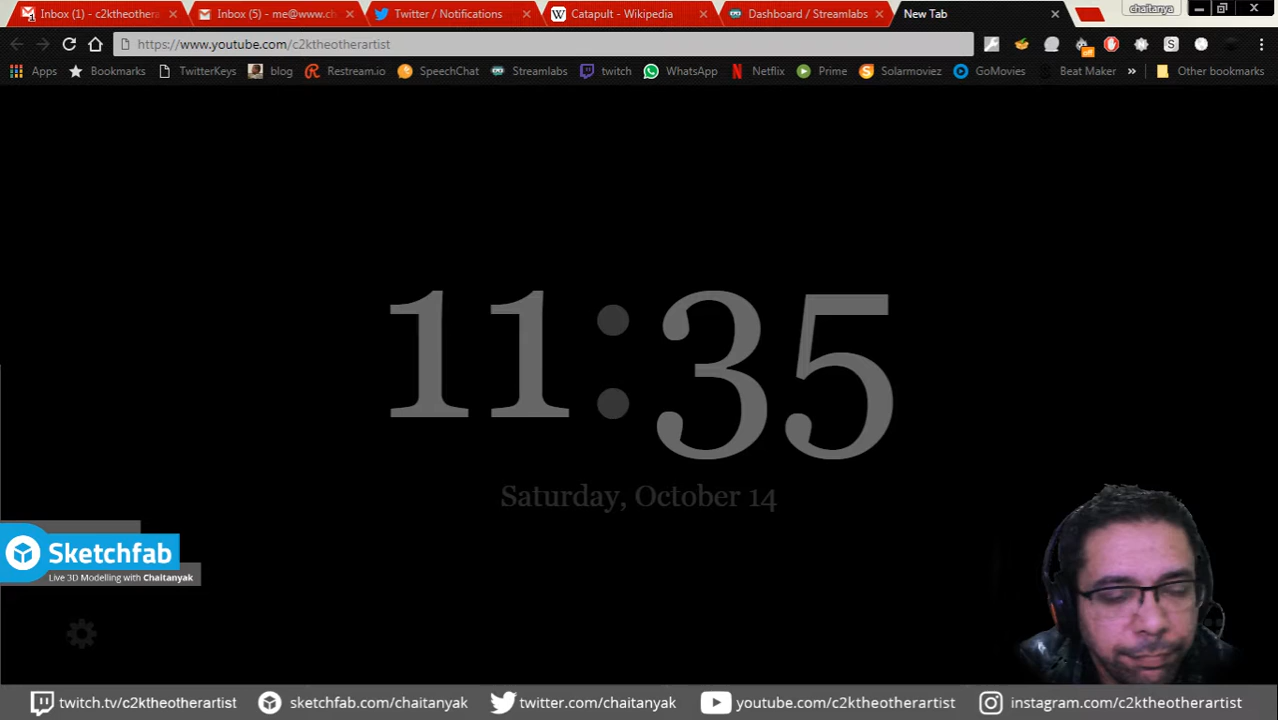 Inbox (1) - c2ktheothera
Inbox (5) - me@www.ch
Twitter / Notifications
Catapult - Wikipedia
Dashboard / Streamlabs
New Tab
chaitanya
https://www.youtube.com/c2ktheotherartist
Apps
Bookmarks
TwitterKeys
blog
Restream.io
SpeechChat
Streamlabs
twitch
WhatsApp
Netflix
Prime
Solarmoviez
GoMovies
Beat Maker
»
Other bookmarks
11:35
Saturday, October 14
Sketchfab
Live 3D Modelling with Chaitanyak
twitch.tv/c2ktheotherartist
sketchfab.com/chaitanyak
twitter.com/chaitanyak
youtube.com/c2ktheotherartist
instagram.com/c2ktheotherartist